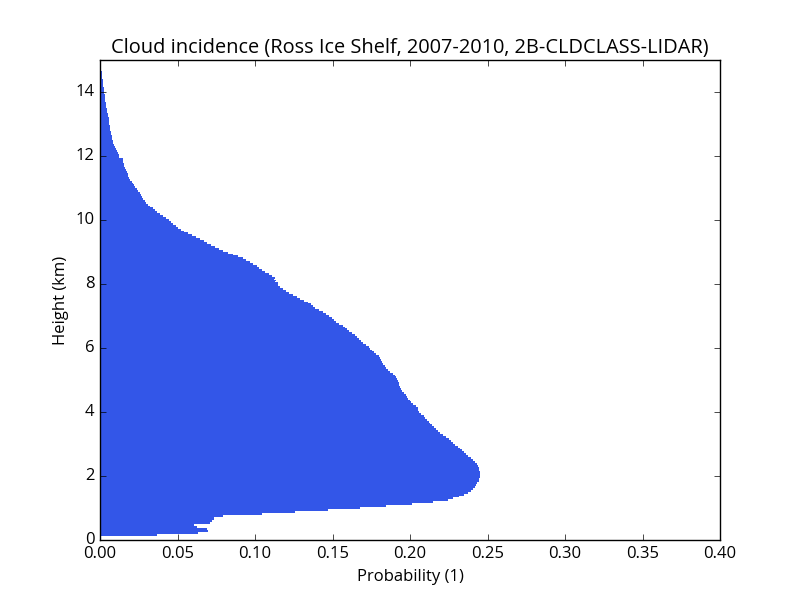 Cloud incidence (Ross Ice Shelf, 2007-2010, 2B-CLDCLASS-LIDAR)
14
12
10
8
6
4
2
0
Height (km)
0.00 0.05 0.10 0.15 0.20 0.25 0.30 0.35 0.40
Probability (1)